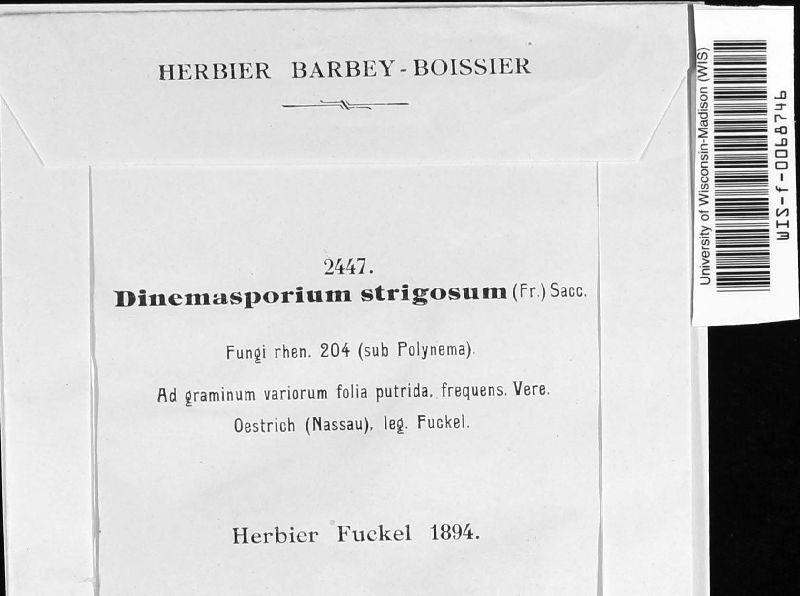 HERBIER BARBEY-BOISSIER
2447.
Dinemasporium strigosum (Fr.) Sacc.
Fungi rhen. 204 (sub Polynema).
Ad graminum variorum folia putrida, frequens. Vere.
Oestrich (Nassau), leg. Fuckel.
Herbier Fuckel 1894.
University of Wisconsin-Madison (WIS)
WIS-f-0068746